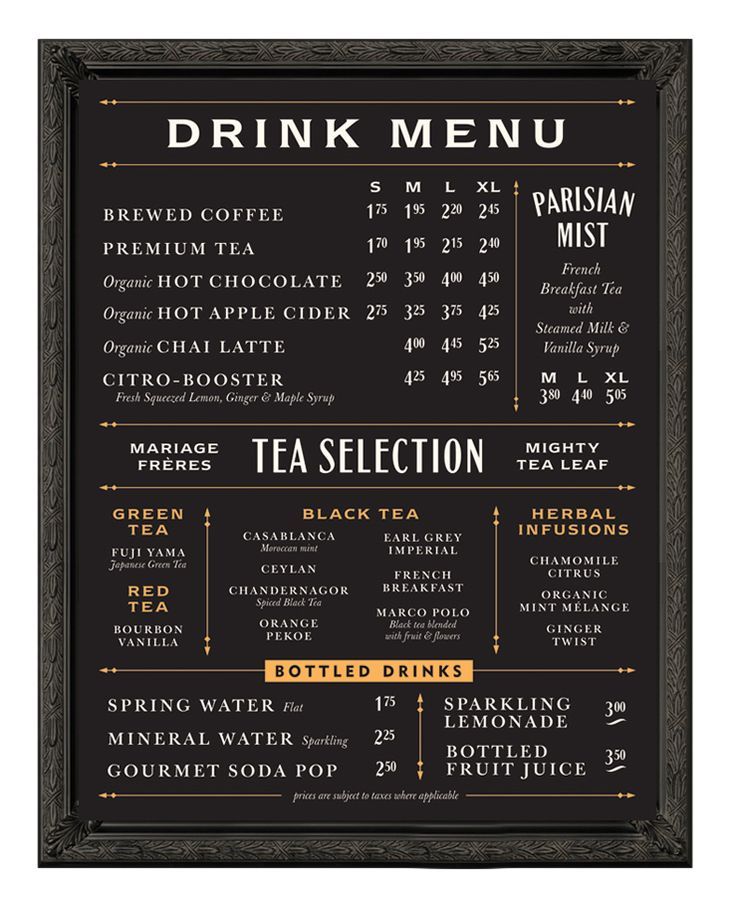 DRINK MENU
S M L XL
BREWED COFFEE 1.75 1.95 2.20 2.45
PREMIUM TEA 1.70 1.95 2.15 2.40
Organic HOT CHOCOLATE 2.50 3.50 4.00 4.50
Organic HOT APPLE CIDER 2.75 3.25 3.75 4.25
Organic CHAI LATTE 4.00 4.45 5.25
CITRO-BOOSTER 4.25 4.95 5.65
Fresh Squeezed Lemon, Ginger & Maple Syrup
PARISIAN
MIST
French
Breakfast Tea
with
Steamed Milk &
Vanilla Syrup
M L XL
3.80 4.40 5.05
MARIAGE
FRÈRES
TEA SELECTION
MIGHTY
TEA LEAF
GREEN
TEA
FUJI YAMA
Japanese Green Tea
RED
TEA
BOURBON
VANILLA
BLACK TEA
CASABLANCA
Moroccan mint
CEYLAN
CHANDERNAGOR
Spiced Black Tea
ORANGE
PEKOE
EARL GREY
IMPERIAL
FRENCH
BREAKFAST
MARCO POLO
Black tea blended
with fruit & flowers
HERBAL
INFUSIONS
CHAMOMILE
CITRUS
ORGANIC
MINT MÉLANGE
GINGER
TWIST
BOTTLED DRINKS
SPRING WATER Flat 1.75
MINERAL WATER Sparkling 2.25
GOURMET SODA POP 2.50
SPARKLING
LEMONADE 3.00
BOTTLED
FRUIT JUICE 3.50
prices are subject to taxes where applicable